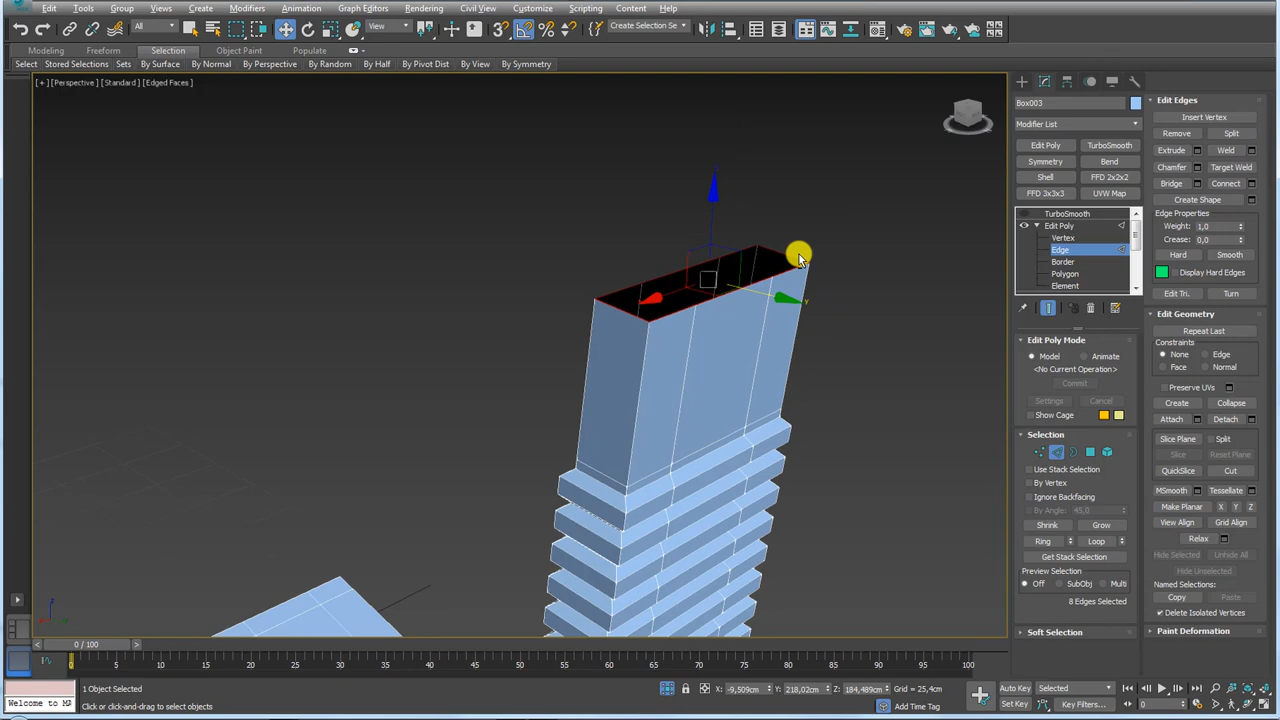 Edit Tools Group Views Create Modifiers Animation Graph Editors Rendering Civil View Customize Scripting Content Help
All View Create Selection Se
Modeling Freeform Selection Object Paint Populate
Select Stored Selections Sets By Surface By Normal By Perspective By Random By Half By Pivot Dist By View By Symmetry
[+] [Perspective] [Standard] [Edged Faces]
Box003
Modifier List
Edit Poly TurboSmooth
Symmetry Bend
Shell FFD 2x2x2
FFD 3x3x3 UVW Map
TurboSmooth
Edit Poly
Vertex
Edge
Border
Polygon
Element
Edit Poly Mode
Model Animate
<No Current Operation>
Commit
Settings Cancel
Show Cage
Selection
Use Stack Selection
By Vertex
Ignore Backfacing
By Angle: 45,0
Shrink Grow
Ring Loop
Get Stack Selection
Preview Selection
Off SubObj Multi
8 Edges Selected
Soft Selection
Edit Edges
Insert Vertex
Remove Split
Extrude Weld
Chamfer Target Weld
Bridge Connect
Create Shape
Edge Properties
Weight: 1,0
Crease: 0,0
Hard Smooth
Display Hard Edges
Edit Tri. Turn
Edit Geometry
Repeat Last
Constraints
None Edge
Face Normal
Preserve UVs
Create Collapse
Attach Detach
Slice Plane Split
Slice Reset Plane
QuickSlice Cut
MSmooth Tessellate
Make Planar X Y Z
View Align Grid Align
Relax
Hide Selected Unhide All
Hide Unselected
Named Selections:
Copy Paste
Delete Isolated Vertices
Paint Deformation
y
z
0 / 100
0 5 10 15 20 25 30 35 40 45 50 55 60 65 70 75 80 85 90 95 100
1 Object Selected X: -9,509cm Y: 218,02cm Z: 184,489cm Grid = 25,4cm Auto Key Selected
Welcome to M Click or click-and-drag to select objects Add Time Tag Set Key Key Filters... 0